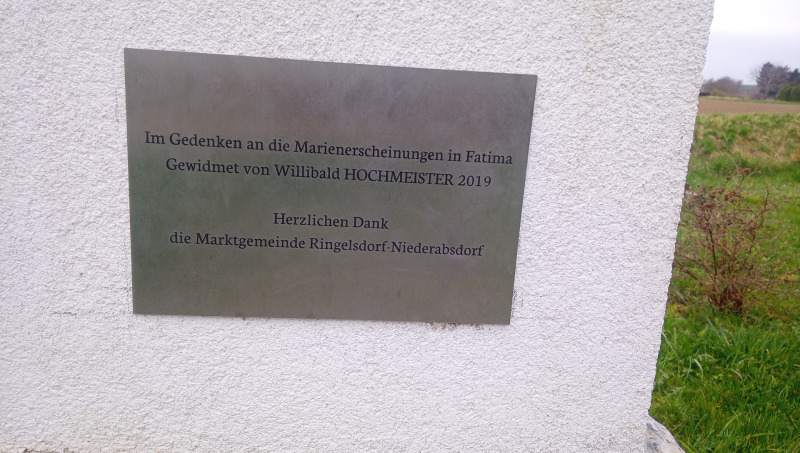 Im Gedenken an die Marienerscheinungen in Fatima
Gewidmet von Willibald HOCHMEISTER 2019
Herzlichen Dank
die Marktgemeinde Ringelsdorf-Niederabsdorf